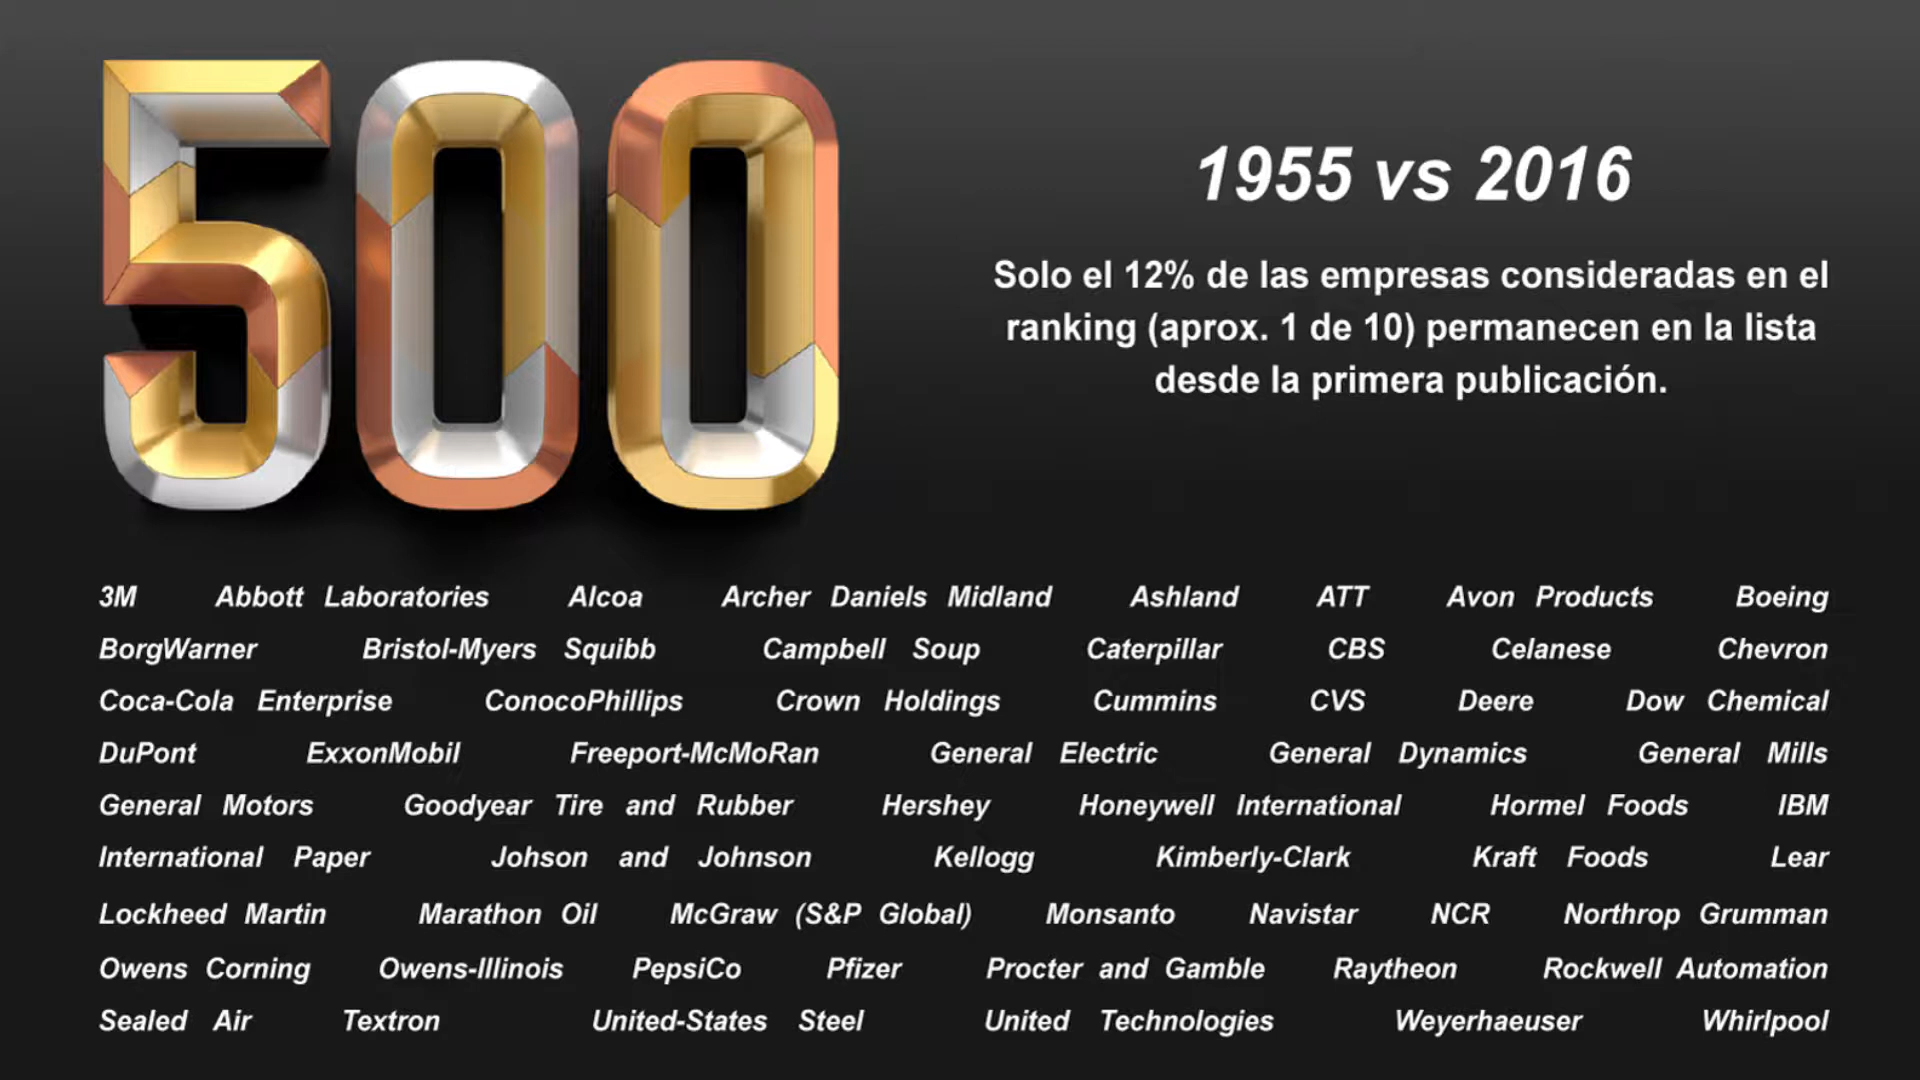 500
1955 vs 2016
Solo el 12% de las empresas consideradas en el
ranking (aprox. 1 de 10) permanecen en la lista
desde la primera publicación.
3M Abbott Laboratories Alcoa Archer Daniels Midland Ashland ATT Avon Products Boeing
BorgWarner Bristol-Myers Squibb Campbell Soup Caterpillar CBS Celanese Chevron
Coca-Cola Enterprise ConocoPhillips Crown Holdings Cummins CVS Deere Dow Chemical
DuPont ExxonMobil Freeport-McMoRan General Electric General Dynamics General Mills
General Motors Goodyear Tire and Rubber Hershey Honeywell International Hormel Foods IBM
International Paper Johson and Johnson Kellogg Kimberly-Clark Kraft Foods Lear
Lockheed Martin Marathon Oil McGraw (S&P Global) Monsanto Navistar NCR Northrop Grumman
Owens Corning Owens-Illinois PepsiCo Pfizer Procter and Gamble Raytheon Rockwell Automation
Sealed Air Textron United-States Steel United Technologies Weyerhaeuser Whirlpool